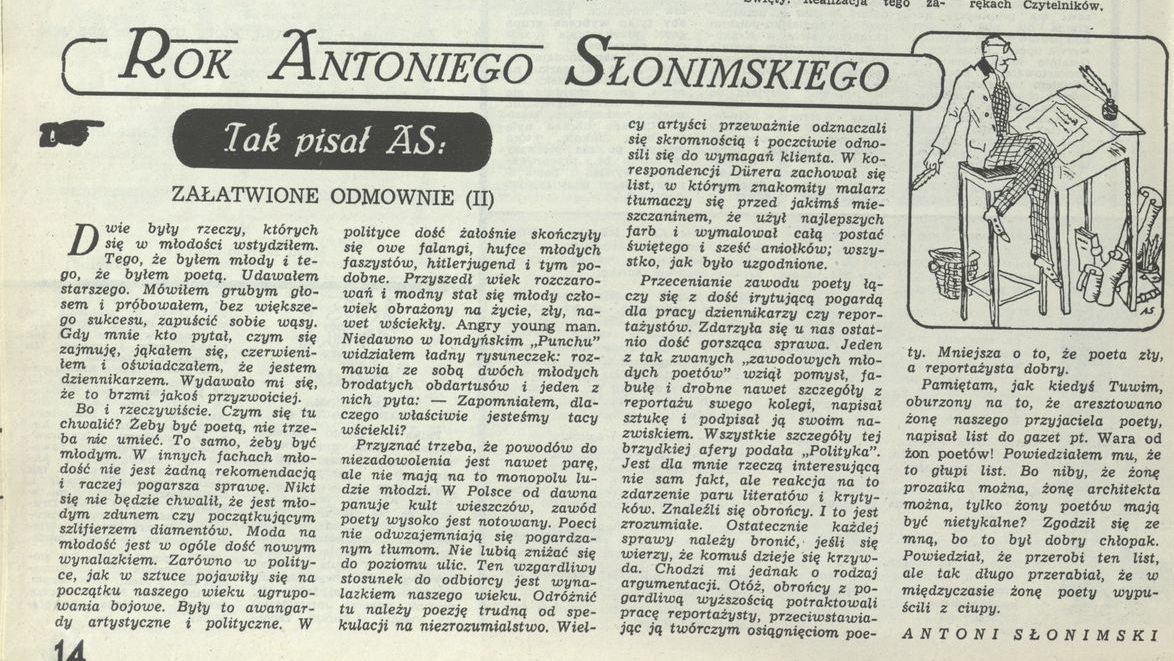 Święty. Realizacja tego za-
rękach Czytelników.
ROK ANTONIEGO SŁONIMSKIEGO
Tak pisał AS:
ZAŁATWIONE ODMOWNIE (II)
Dwie były rzeczy, których
się w młodości wstydziłem.
Tego, że byłem młody i te-
go, że byłem poetą. Udawałem
starszego. Mówiłem grubym gło-
sem i próbowałem, bez większe-
go sukcesu, zapuścić sobie wąsy.
Gdy mnie kto pytał, czym się
zajmuję, jąkałem się, czerwieni-
łem i oświadczałem, że jestem
dziennikarzem. Wydawało mi się,
że to brzmi jakoś przyzwoiciej.
Bo i rzeczywiście. Czym się tu
chwalić? Żeby być poetą, nie trze-
ba nic umieć. To samo, żeby być
młodym. W innych fachach mło-
dość nie jest żadną rekomendacją
i raczej pogarsza sprawę. Nikt
się nie będzie chwalił, że jest mło-
dym zdunem czy początkującym
szlifierzem diamentów. Moda na
młodość jest w ogóle dość nowym
wynalazkiem. Zarówno w polity-
ce, jak w sztuce pojawiły się na
początku naszego wieku ugrupo-
wania bojowe. Były to awangar-
dy artystyczne i polityczne. W
polityce dość żałośnie skończyły
się owe falangi, hufce młodych
faszystów, hitlerjugend i tym po-
dobne. Przyszedł wiek rozczaro-
wań i modny stał się młody czło-
wiek obrażony na życie, zły, na-
wet wściekły. Angry young man.
Niedawno w londyńskim „Punchu"
widziałem ładny rysuneczek: roz-
mawia ze sobą dwóch młodych
brodatych obdartusów i jeden z
nich pyta: — Zapomniałem, dla-
czego właściwie jesteśmy tacy
wściekli?
Przyznać trzeba, że powodów do
niezadowolenia jest nawet parę,
ale nie mają na to monopolu lu-
dzie młodzi. W Polsce od dawna
panuje kult wieszczów, zawód
poety wysoko jest notowany. Poeci
nie odwzajemniają się pogardza-
nym tłumom. Nie lubią zniżać się
do poziomu ulic. Ten wzgardliwy
stosunek do odbiorcy jest wyna-
lazkiem naszego wieku. Odróżnić
tu należy poezję trudną od spe-
kulacji na niezrozumialstwo. Wiel-
cy artyści przeważnie odznaczali
się skromnością i poczciwie odno-
sili się do wymagań klienta. W ko-
respondencji Dürera zachował się
list, w którym znakomity malarz
tłumaczy się przed jakimś mie-
szczaninem, że użył najlepszych
farb i wymalował całą postać
świętego i sześć aniołków; wszy-
stko, jak było uzgodnione.
Przecenianie zawodu poety łą-
czy się z dość irytującą pogardą
dla pracy dziennikarzy czy repor-
tażystów. Zdarzyła się u nas ostat-
nio dość gorsząca sprawa. Jeden
z tak zwanych „zawodowych mło-
dych poetów" wziął pomysł, fa-
bułę i drobne nawet szczegóły z
reportażu swego kolegi, napisał
sztukę i podpisał ją swoim na-
zwiskiem. Wszystkie szczegóły tej
brzydkiej afery podała „Polityka".
Jest dla mnie rzeczą interesującą
nie sam fakt, ale reakcja na to
zdarzenie paru literatów i kryty-
ków. Znaleźli się obrońcy. I to jest
zrozumiałe. Ostatecznie każdej
sprawy należy bronić, jeśli się
wierzy, że komuś dzieje się krzyw-
da. Chodzi mi jednak o rodzaj
argumentacji. Otóż, obrońcy z po-
gardliwą wyższością potraktowali
pracę reportażysty, przeciwstawia-
jąc ją twórczym osiągnięciom poe-
ty. Mniejsza o to, że poeta zły,
a reportażysta dobry.
Pamiętam, jak kiedyś Tuwim,
oburzony na to, że aresztowano
żonę naszego przyjaciela poety,
napisał list do gazet pt. Wara od
żon poetów! Powiedziałem mu, że
to głupi list. Bo niby, że żonę
prozaika można, żonę architekta
można, tylko żony poetów mają
być nietykalne? Zgodził się ze
mną, bo to był dobry chłopak.
Powiedział, że przerobi ten list,
ale tak długo przerabiał, że w
międzyczasie żonę poety wypu-
ścili z ciupy.
ANTONI SŁONIMSKI
AS.
14